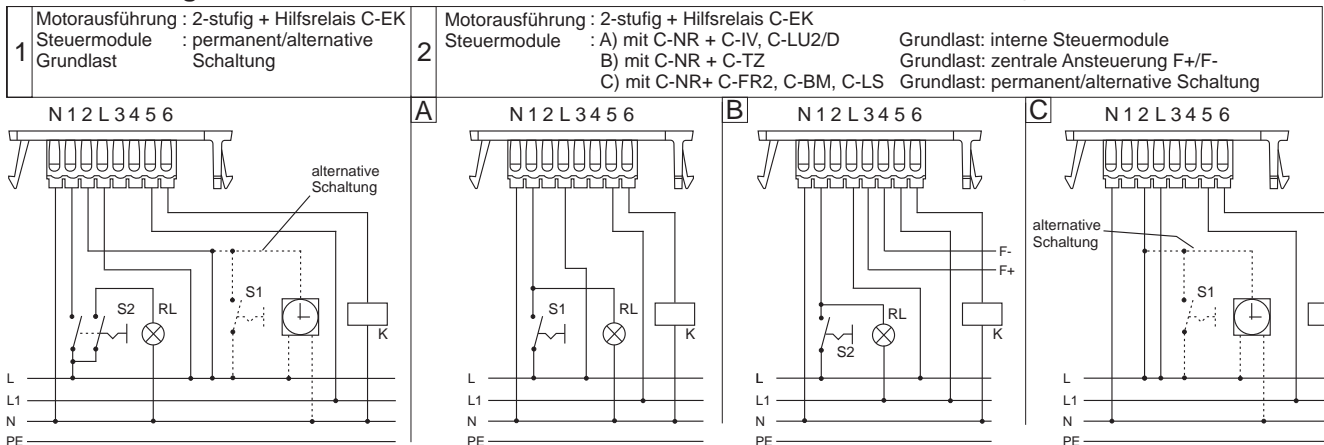 1
Motorausführung : 2-stufig + Hilfsrelais C-EK
Steuermodule : permanent/alternative
Grundlast Schaltung
2
Motorausführung : 2-stufig + Hilfsrelais C-EK
Steuermodule : A) mit C-NR + C-IV, C-LU2/D Grundlast: interne Steuermodule
B) mit C-NR + C-TZ Grundlast: zentrale Ansteuerung F+/F-
C) mit C-NR+ C-FR2, C-BM, C-LS Grundlast: permanent/alternative Schaltung
N 1 2 L 3 4 5 6
alternative
Schaltung
S2
RL
S1
K
L
L1
N
PE
A
N 1 2 L 3 4 5 6
S1
RL
K
L
L1
N
PE
B
N 1 2 L 3 4 5 6
F-
F+
S2
RL
K
L
L1
N
PE
C
N 1 2 L 3 4 5 6
alternative
Schaltung
S1
L
L1
N
PE